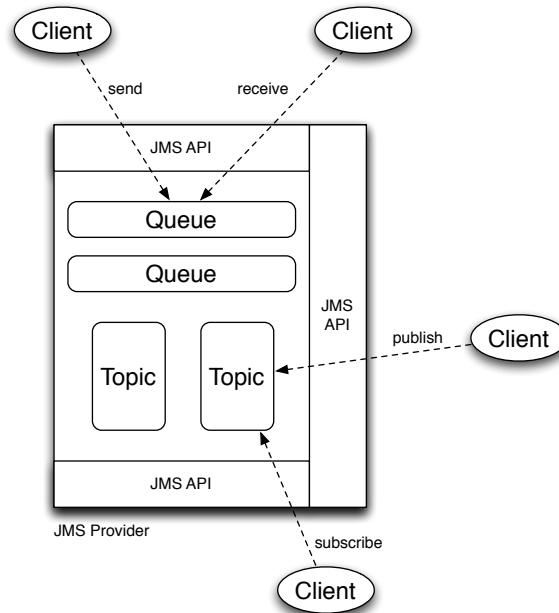 Client
Client
send
receive
JMS API
Queue
Queue
JMS
API
publish
Client
Topic
Topic
JMS API
JMS Provider
subscribe
Client